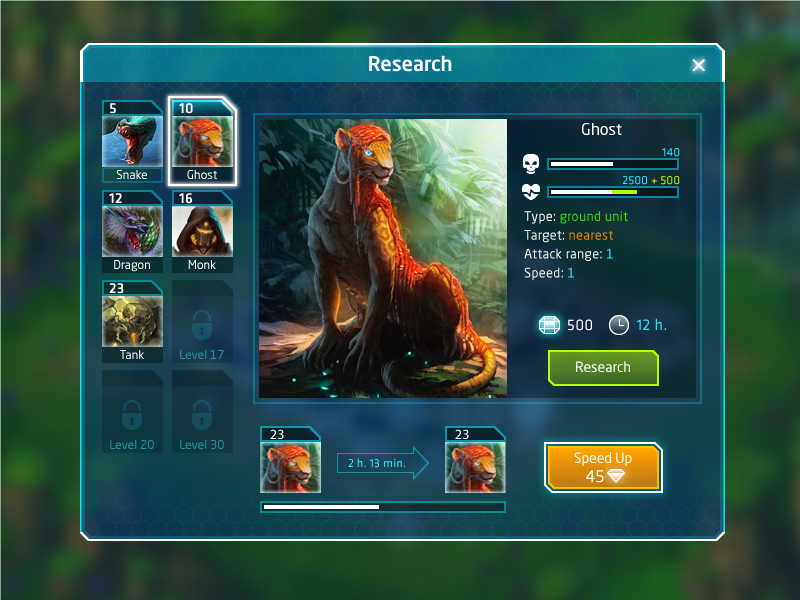 Research
5
Snake
10
Ghost
12
Dragon
16
Monk
23
Tank
Level 17
Level 20
Level 30
Ghost
140
2500 + 500
Type: ground unit
Target: nearest
Attack range: 1
Speed: 1
500
12 h.
Research
23
2 h. 13 min.
23
Speed Up
45